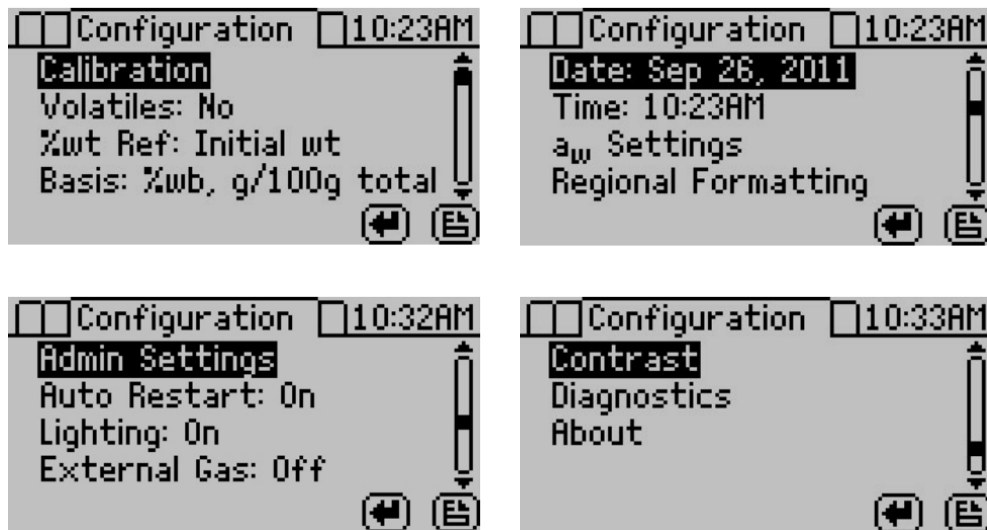 Configuration 10:23AM
Calibration
Volatiles: No
%wt Ref: Initial wt
Basis: %wb, g/100g total
Configuration 10:23AM
Date: Sep 26, 2011
Time: 10:23AM
aw Settings
Regional Formatting
Configuration 10:32AM
Admin Settings
Auto Restart: On
Lighting: On
External Gas: Off
Configuration 10:33AM
Contrast
Diagnostics
About